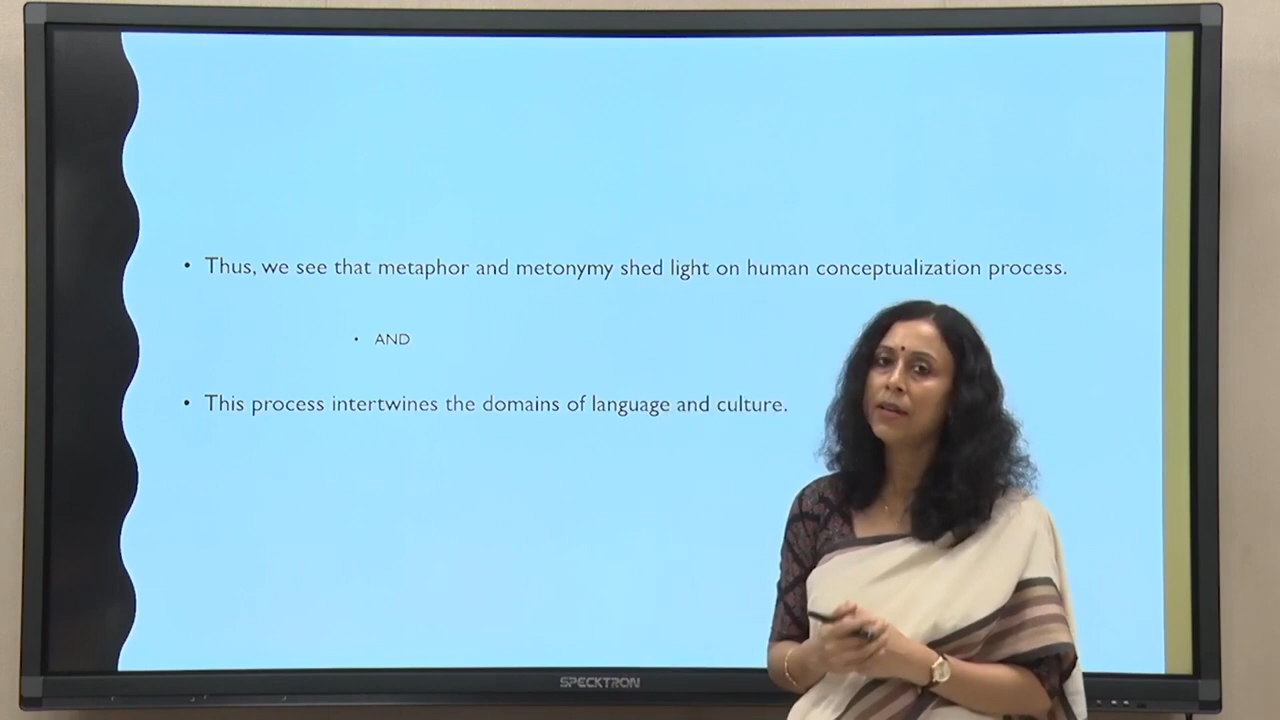 • Thus, we see that metaphor and metonymy shed light on human conceptualization process.
• AND
• This process intertwines the domains of language and culture.
SPECKTRON